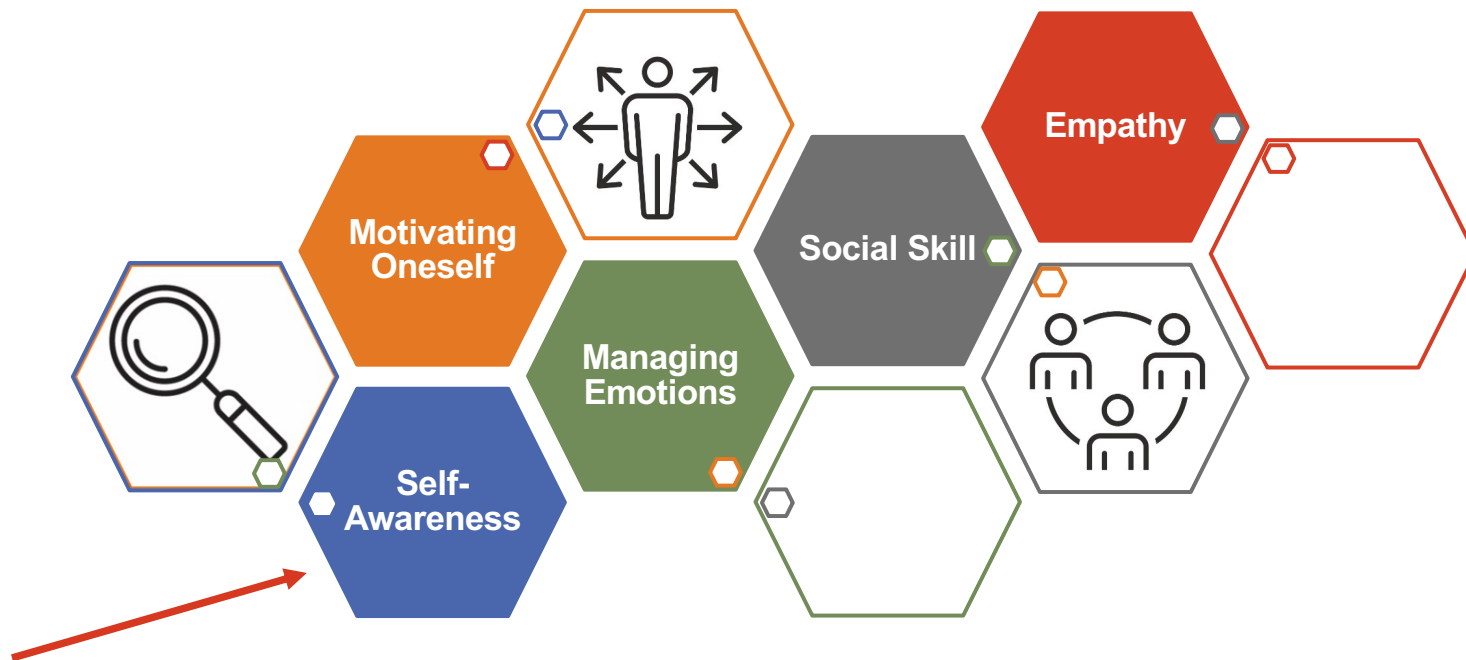 Empathy
Motivating
Oneself
Social Skill
Managing
Emotions
Self-
Awareness